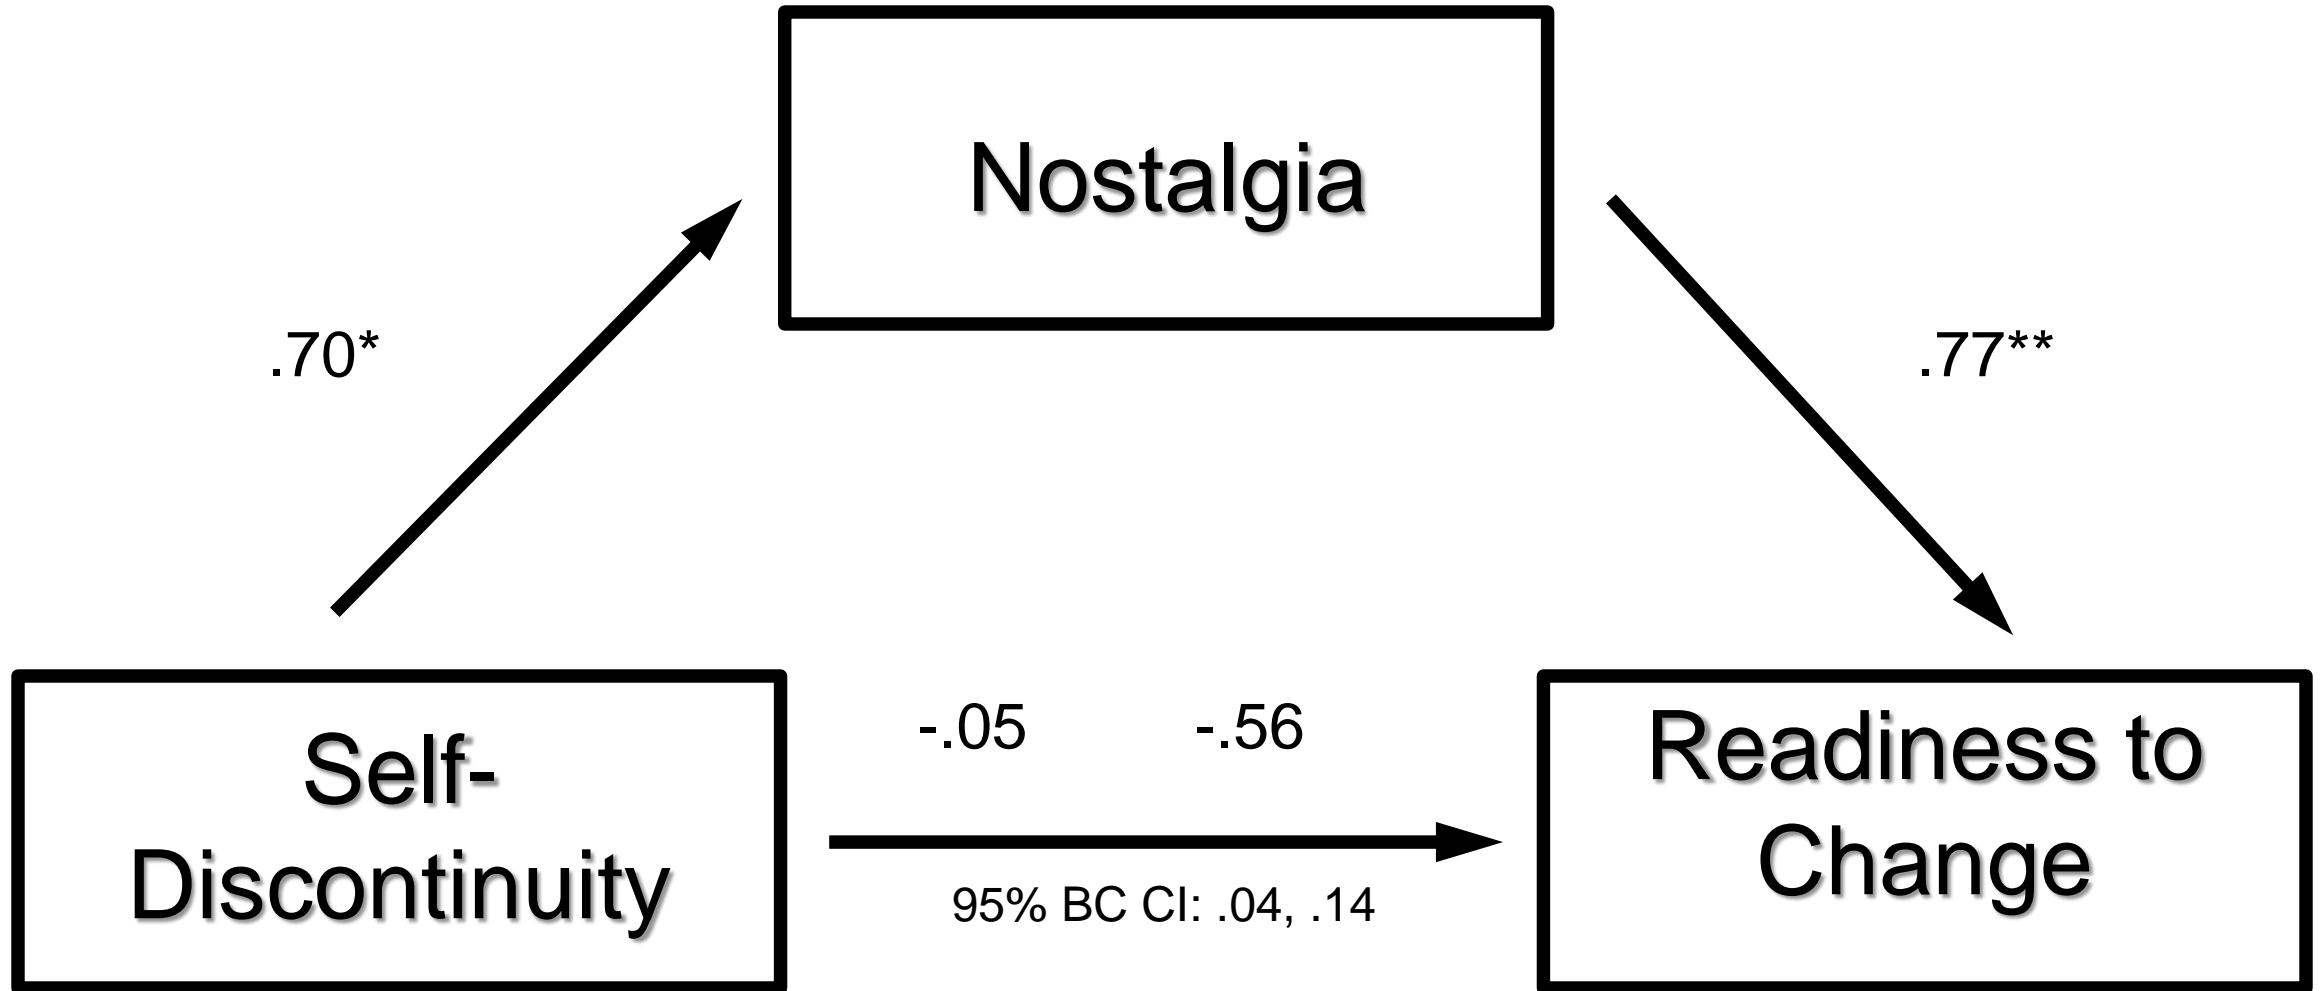 Nostalgia
.70*
.77**
Self-
Discontinuity
-.05 -.56
95% BC CI: .04, .14
Readiness to
Change